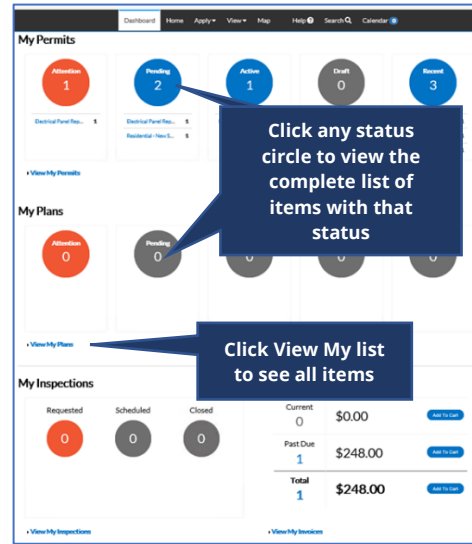 Dashboard Home Apply View Map Help Search Calendar
My Permits
Attention Pending Active Draft Recent
1 2 1 0 3
Electrical Panel Rep... 1 Electrical Panel Rep... 1
Residential - New S... 1
Click any status
circle to view the
complete list of
items with that
status
View My Permits
My Plans
Attention Pending
0 0 0 0 0
View My Plans
Click View My list
to see all items
My Inspections
Requested Scheduled Closed
0 0 0
Current
0 $0.00 Add To Cart
Past Due
1 $248.00 Add To Cart
Total
1 $248.00 Add To Cart
View My Inspections View My Invoices